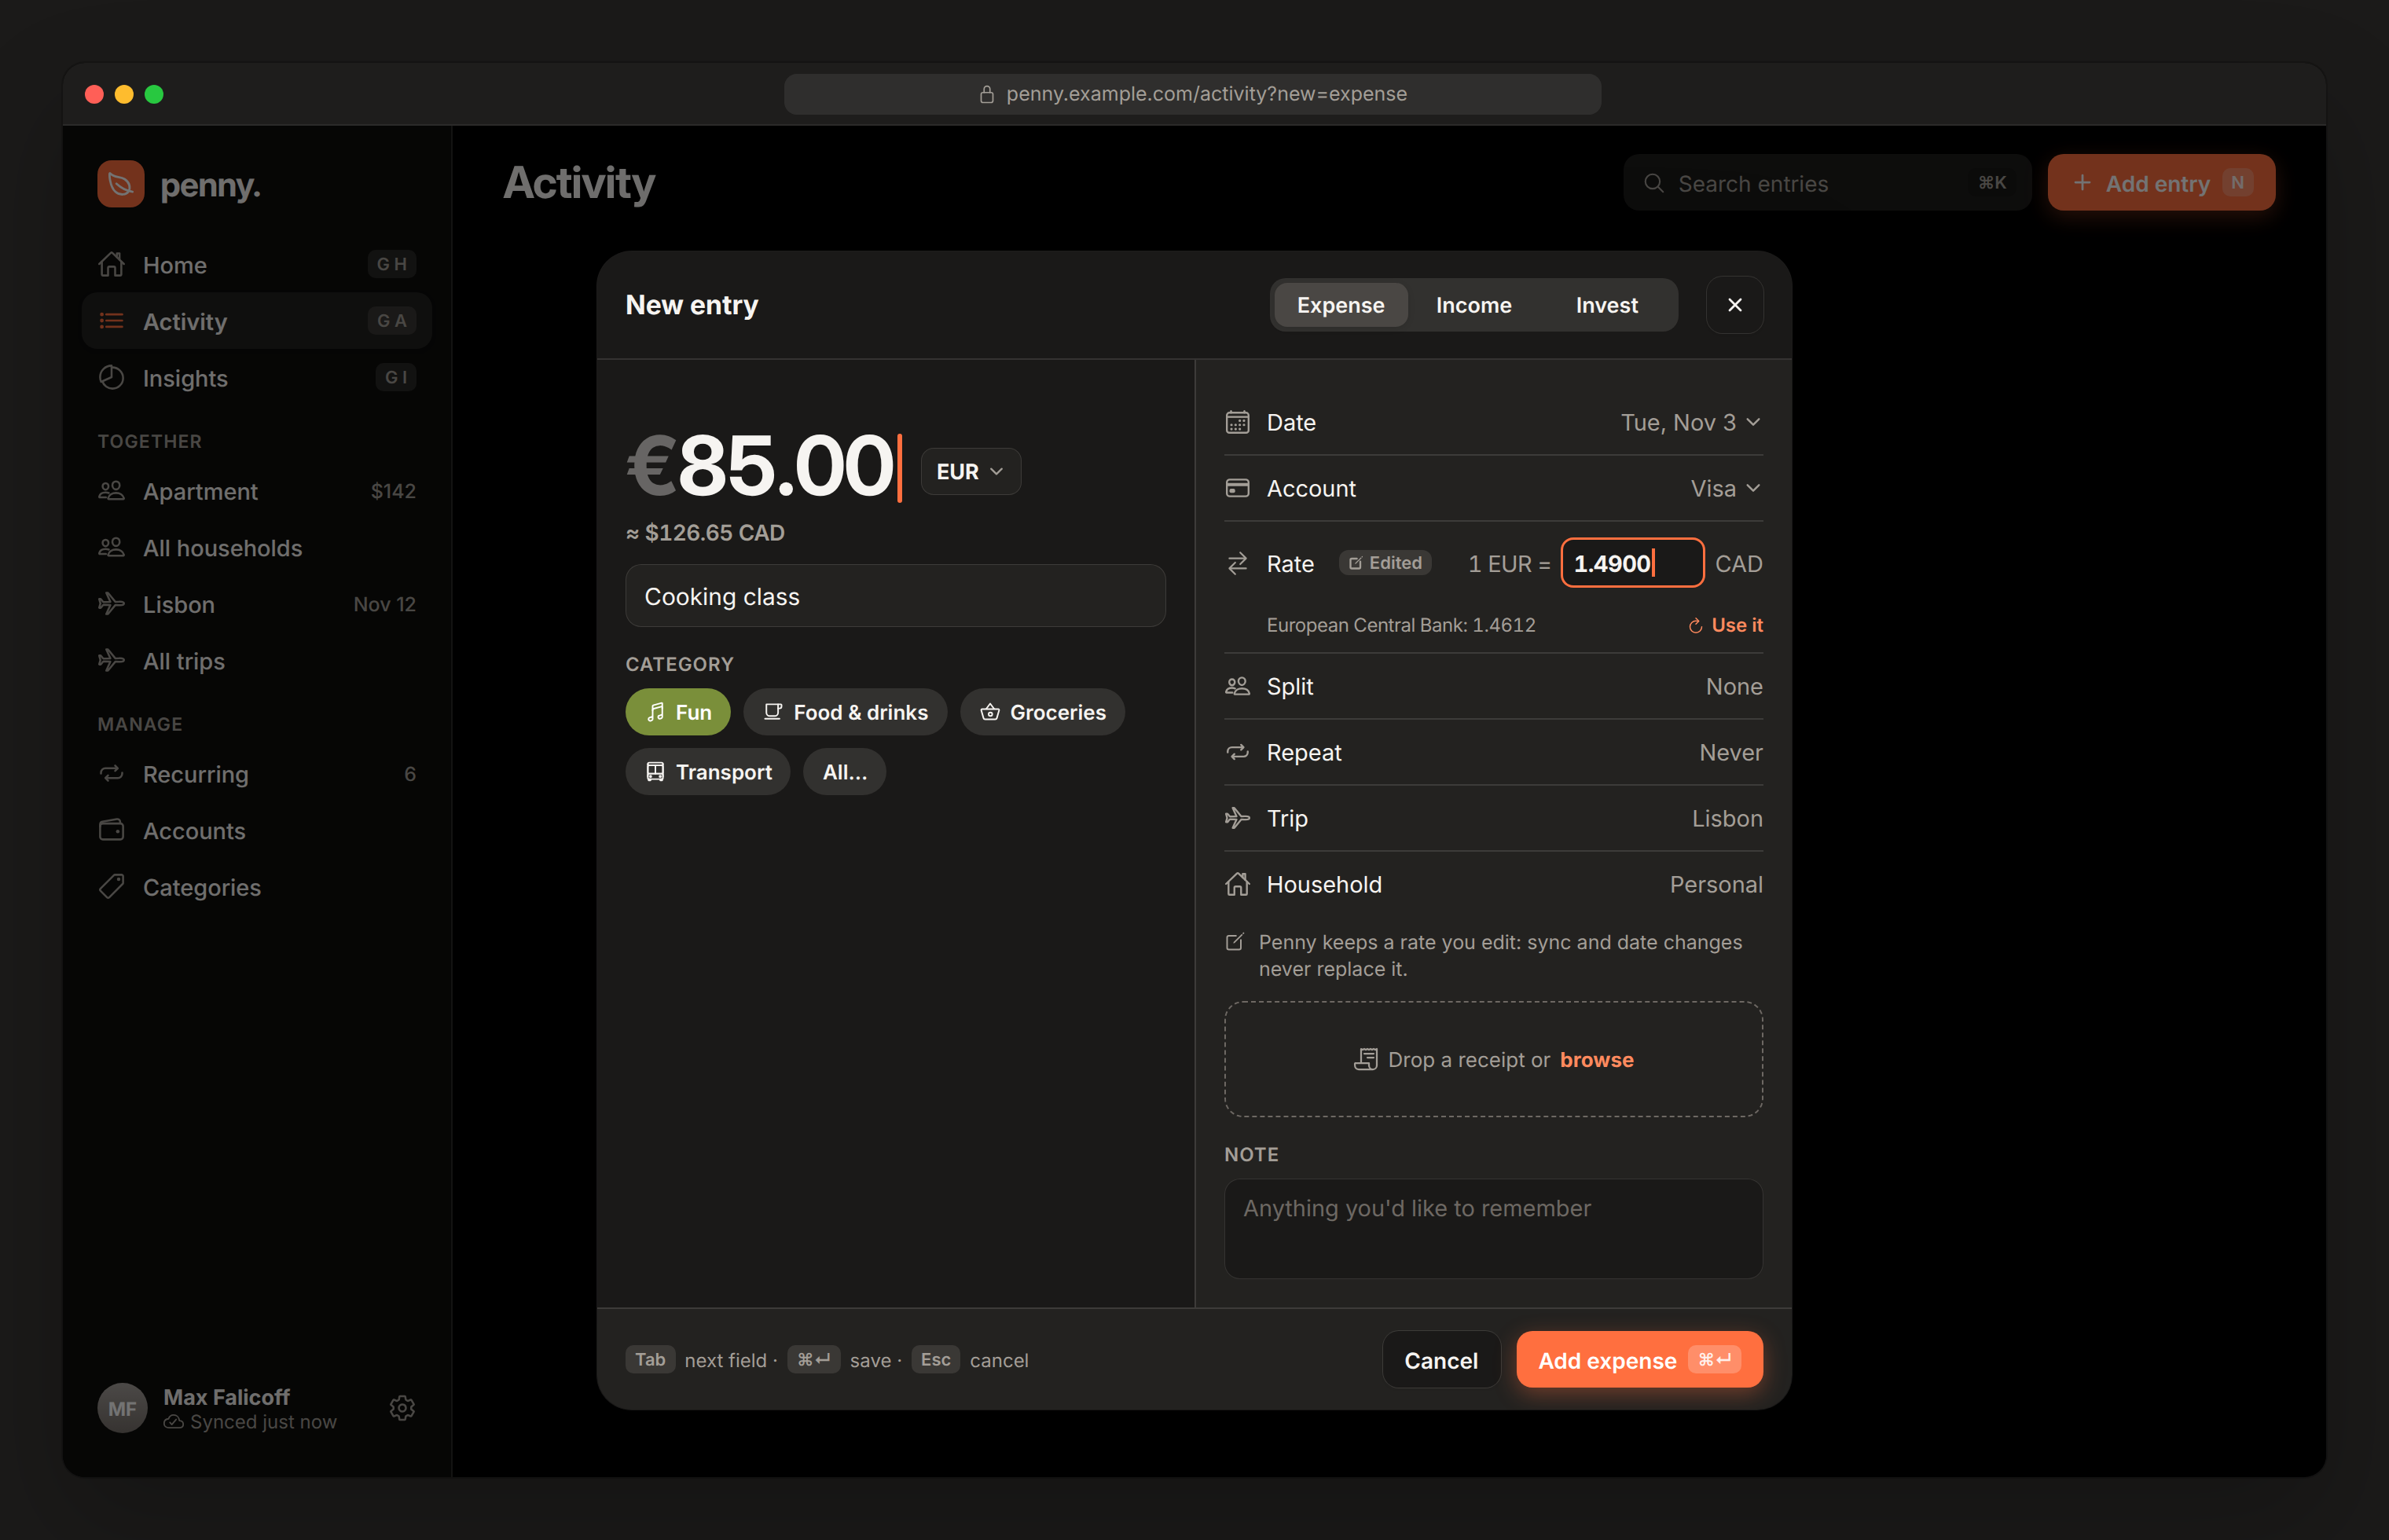 penny.example.com/activity?new=expense
penny.
Home G H
Activity G A
Insights G I
TOGETHER
Apartment $142
All households
Lisbon Nov 12
All trips
MANAGE
Recurring 6
Accounts
Categories
MF
Max Falicoff
Synced just now
Activity
Search entries ⌘K
+ Add entry N
New entry
Expense Income Invest
€85.00 EUR
≈ $126.65 CAD
Cooking class
CATEGORY
Fun Food & drinks Groceries
Transport All...
Date Tue, Nov 3
Account Visa
Rate Edited 1 EUR = 1.4900 CAD
European Central Bank: 1.4612 Use it
Split None
Repeat Never
Trip Lisbon
Household Personal
Penny keeps a rate you edit: sync and date changes
never replace it.
Drop a receipt or browse
NOTE
Anything you'd like to remember
Tab next field · ⌘↵ save · Esc cancel
Cancel
Add expense ⌘↵